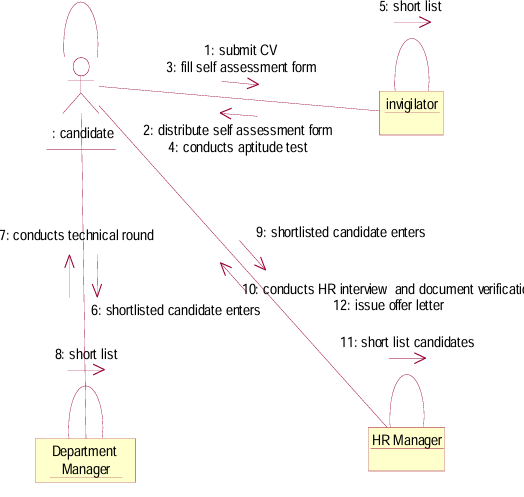 5: short list
1: submit CV
3: fill self assessment form
invigilator
: candidate
2: distribute self assessment form
4: conducts aptitude test
7: conducts technical round
9: shortlisted candidate enters
10: conducts HR interview and document verificatio
6: shortlisted candidate enters
12: issue offer letter
8: short list
11: short list candidates
Department
Manager
HR Manager